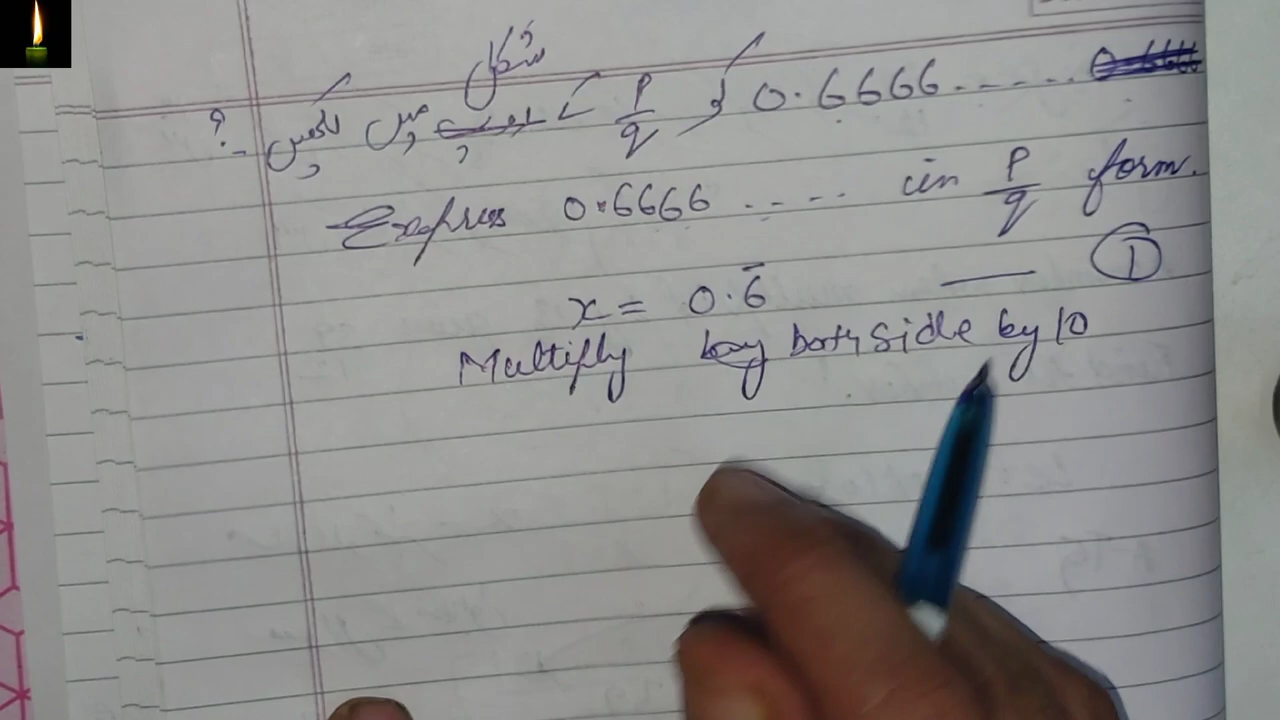 0.6666..... کو p/q کے شکل میں لکھیں -?
Express 0.6666 .... in p/q form.
x = 0.6̅ — ①
Multiply both side by 10